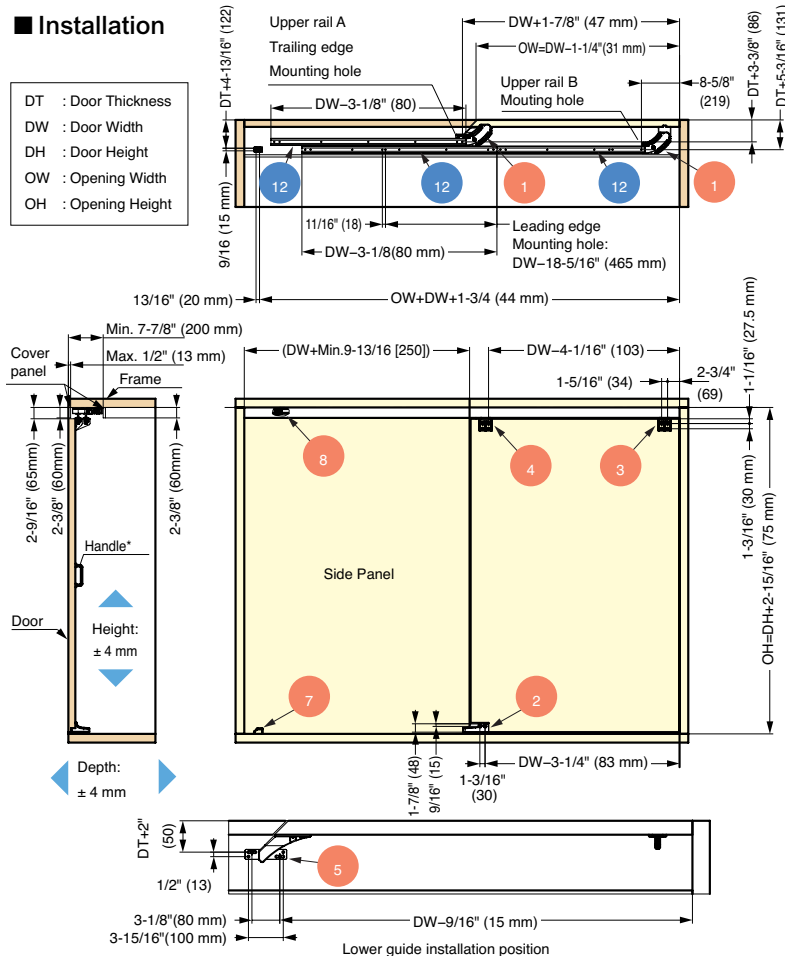 ■ Installation
DT : Door Thickness
DW : Door Width
DH : Door Height
OW : Opening Width
OH : Opening Height
DT+4-13/16" (122)
Upper rail A
Trailing edge
Mounting hole
DW+1-7/8" (47 mm)
OW=DW-1-1/4"(31 mm)
Upper rail B
Mouting hole
8-5/8"
(219)
DT+3-3/8" (86)
DT+5-3/16" (131)
DW–3-1/8" (80)
12
12
1
12
1
9/16 (15 mm)
11/16" (18)
DW–3-1/8(80 mm)
Leading edge
Mounting hole:
DW-18-5/16" (465 mm)
13/16" (20 mm)
OW+DW+1-3/4 (44 mm)
Min. 7-7/8" (200 mm)
Max. 1/2" (13 mm)
Cover
panel
Frame
2-9/16" (65mm)
2-3/8" (60mm)
2-3/8" (60mm)
Handle*
Door
Height:
± 4 mm
Depth:
± 4 mm
(DW+Min.9-13/16 [250])
DW–4-1/16" (103)
1-5/16" (34)
2-3/4"
(69)
1-1/16" (27.5 mm)
1-3/16" (30 mm)
OH=DH+2-15/16" (75 mm)
8
4
3
Side Panel
7
2
1-7/8" (48)
9/16" (15)
1-3/16"
(30)
DW–3-1/4" (83 mm)
DT+2"
(50)
5
1/2" (13)
3-1/8"(80 mm)
3-15/16"(100 mm)
DW–9/16" (15 mm)
Lower guide installation position